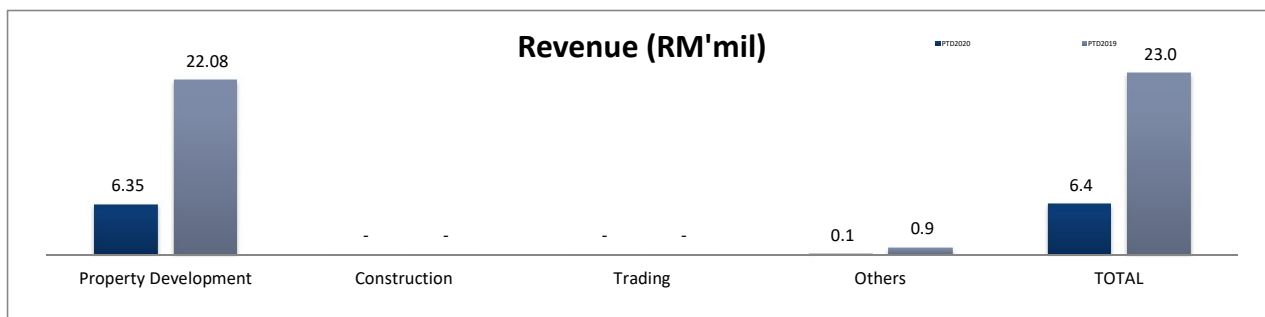 Revenue (RM'mil)
PTD2020 PTD2019
22.08 23.0
6.35 6.4
- - - - 0.1 0.9
Property Development Construction Trading Others TOTAL